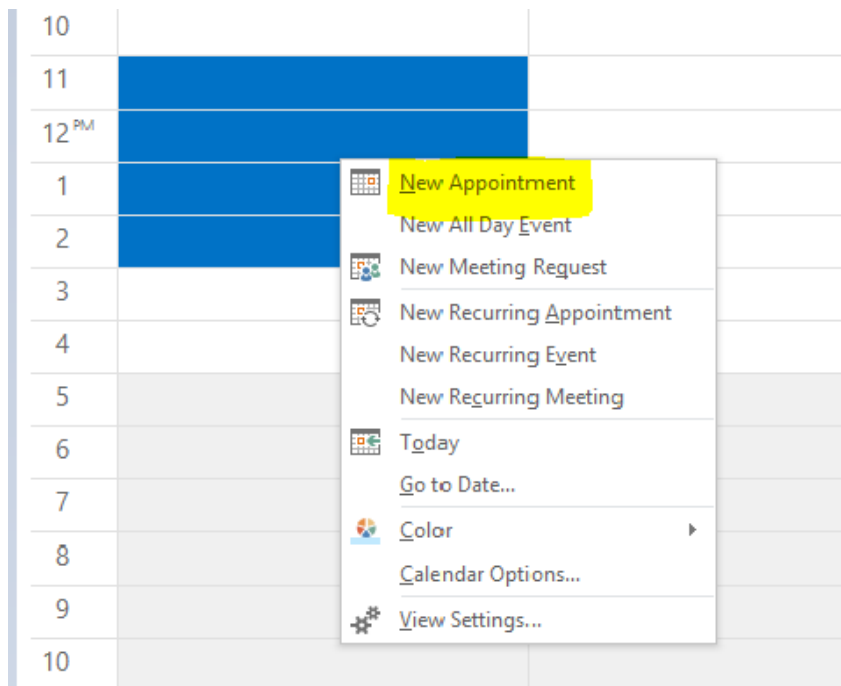 10
11
12 PM
1
2
3
4
5
6
7
8
9
10
New Appointment
New All Day Event
New Meeting Request
New Recurring Appointment
New Recurring Event
New Recurring Meeting
Today
Go to Date...
Color
Calendar Options...
View Settings...